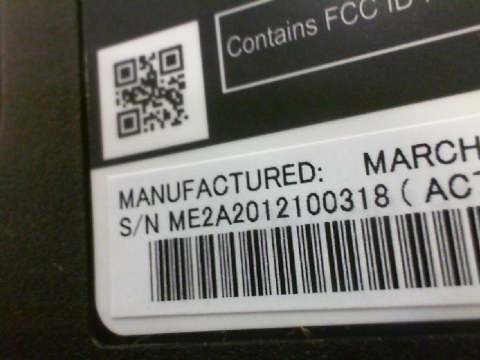 Contains FCC ID
MANUFACTURED: MARCH
S/N ME2A2012100318 ( AC